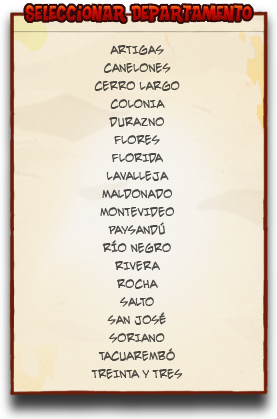 SELECCIONAR DEPARTAMENTO
ARTIGAS
CANELONES
CERRO LARGO
COLONIA
DURAZNO
FLORES
FLORIDA
LAVALLEJA
MALDONADO
MONTEVIDEO
PAYSANDÚ
RÍO NEGRO
RIVERA
ROCHA
SALTO
SAN JOSÉ
SORIANO
TACUAREMBÓ
TREINTA Y TRES